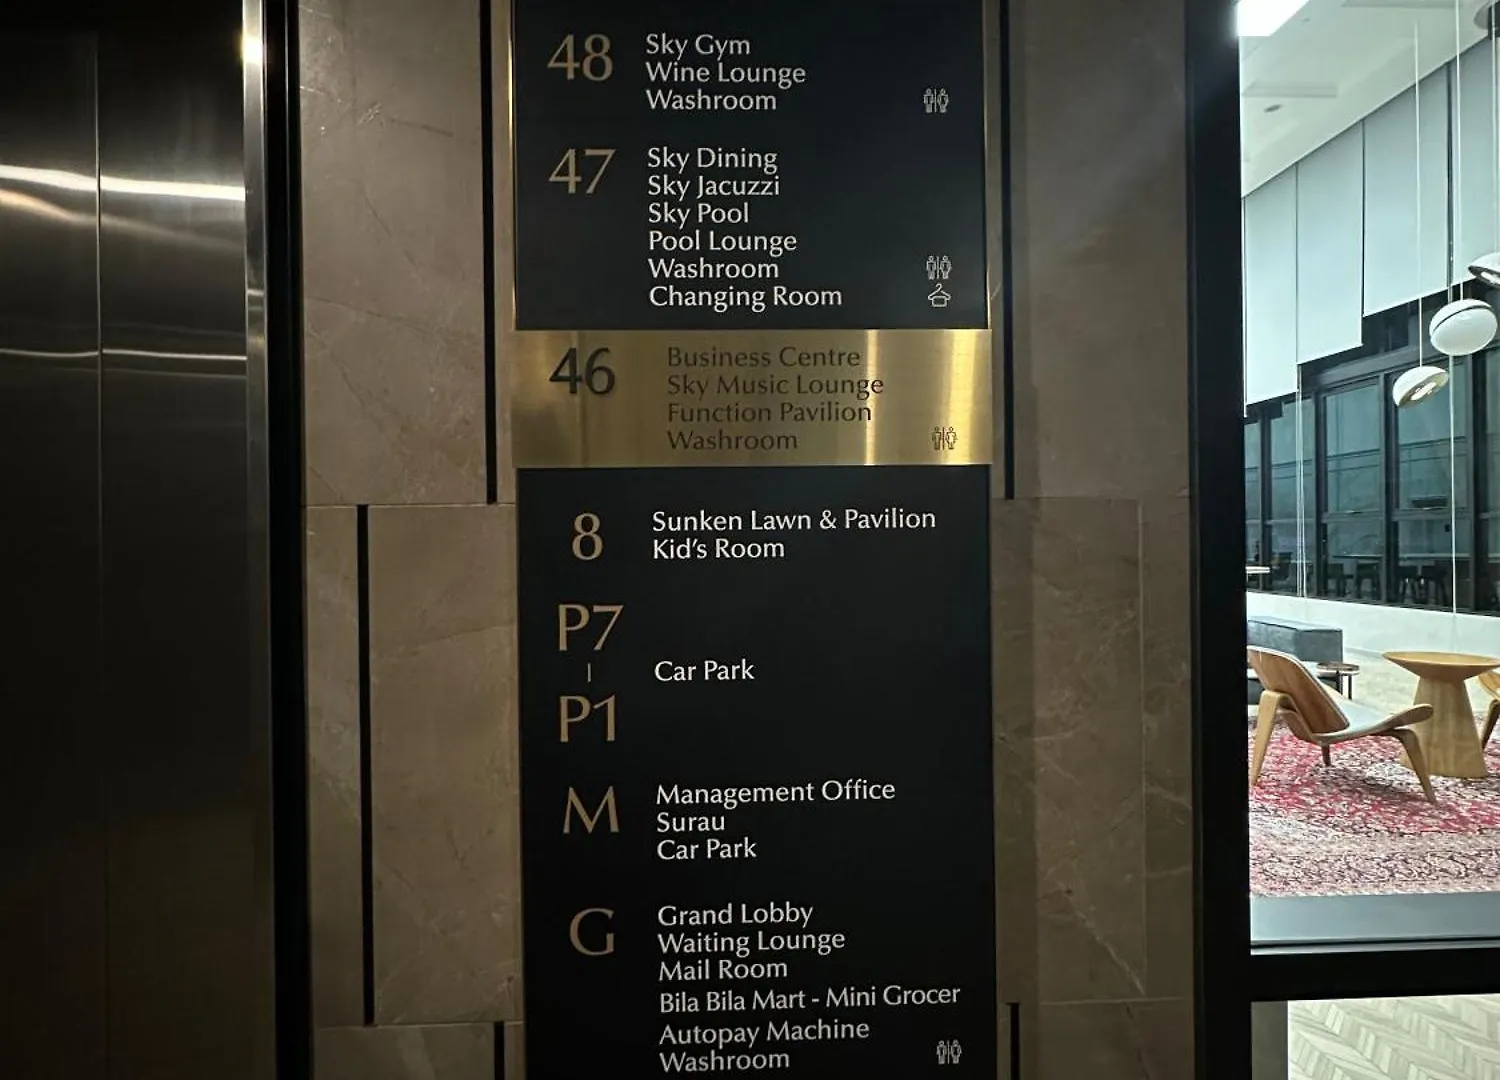 48 Sky Gym
Wine Lounge
Washroom
47 Sky Dining
Sky Jacuzzi
Sky Pool
Pool Lounge
Washroom
Changing Room
46 Business Centre
Sky Music Lounge
Function Pavilion
Washroom
8 Sunken Lawn & Pavilion
Kid's Room
P7
|
Car Park
P1
M Management Office
Surau
Car Park
G Grand Lobby
Waiting Lounge
Mail Room
Bila Bila Mart - Mini Grocer
Autopay Machine
Washroom